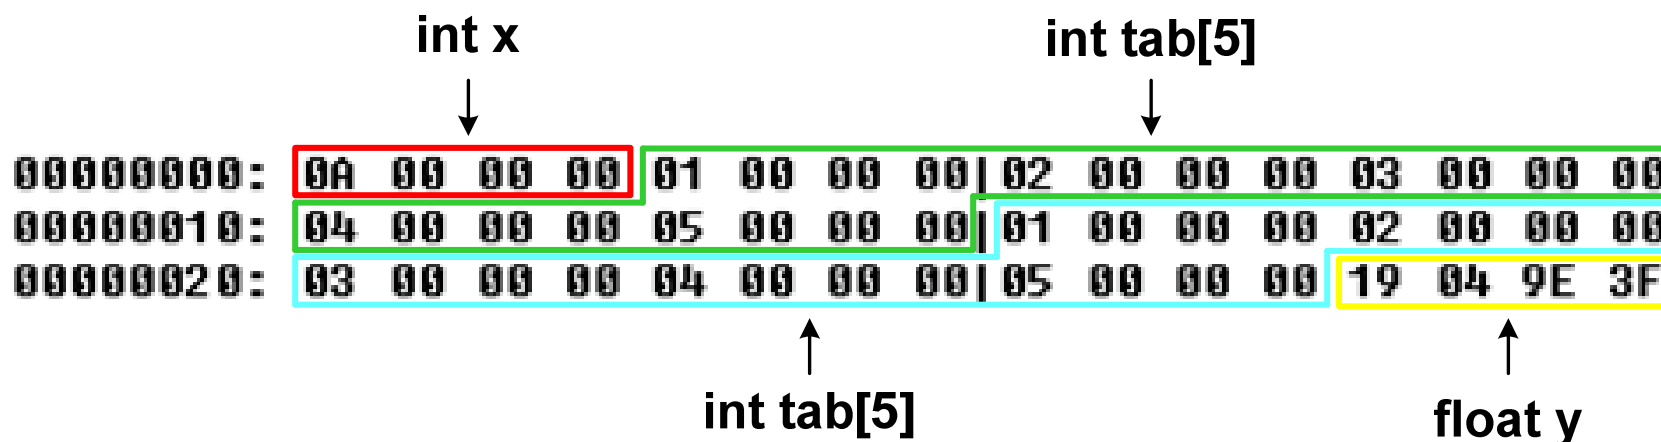 int x
int tab[5]
00000000: 0A 00 00 00 01 00 00 00|02 00 00 00 03 00 00 00
00000010: 04 00 00 00 05 00 00 00|01 00 00 00 02 00 00 00
00000020: 03 00 00 00 04 00 00 00|05 00 00 00 19 04 9E 3F
int tab[5]
float y